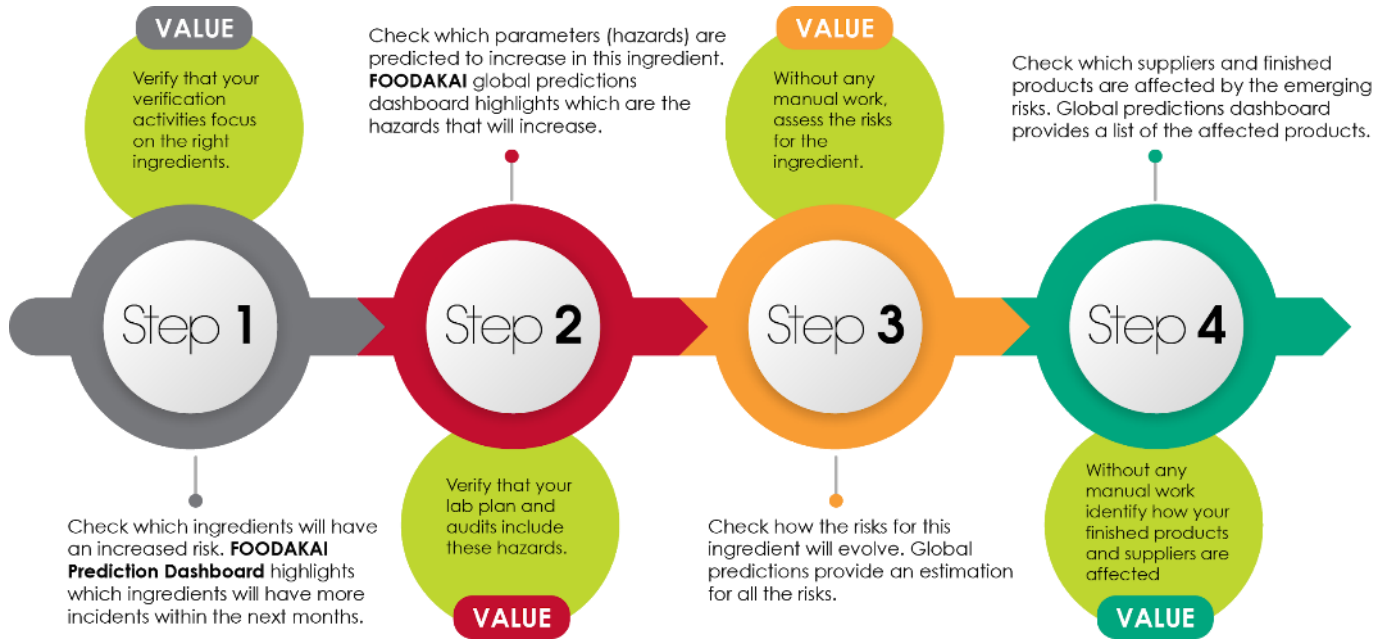 VALUE
Verify that your
verification
activities focus
on the right
ingredients.
Step 1
Check which ingredients will have
an increased risk. FOODAKAI
Prediction Dashboard highlights
which ingredients will have more
incidents within the next months.
Check which parameters (hazards) are
predicted to increase in this ingredient.
FOODAKAI global predictions
dashboard highlights which are the
hazards that will increase.
Step 2
Verify that your
lab plan and
audits include
these hazards.
VALUE
VALUE
Without any
manual work,
assess the risks
for the
ingredient.
Step 3
Check how the risks for this
ingredient will evolve. Global
predictions provide an estimation
for all the risks.
Check which suppliers and finished
products are affected by the emerging
risks. Global predictions dashboard
provides a list of the affected products.
Step 4
Without any
manual work
identify how your
finished products
and suppliers are
affected
VALUE